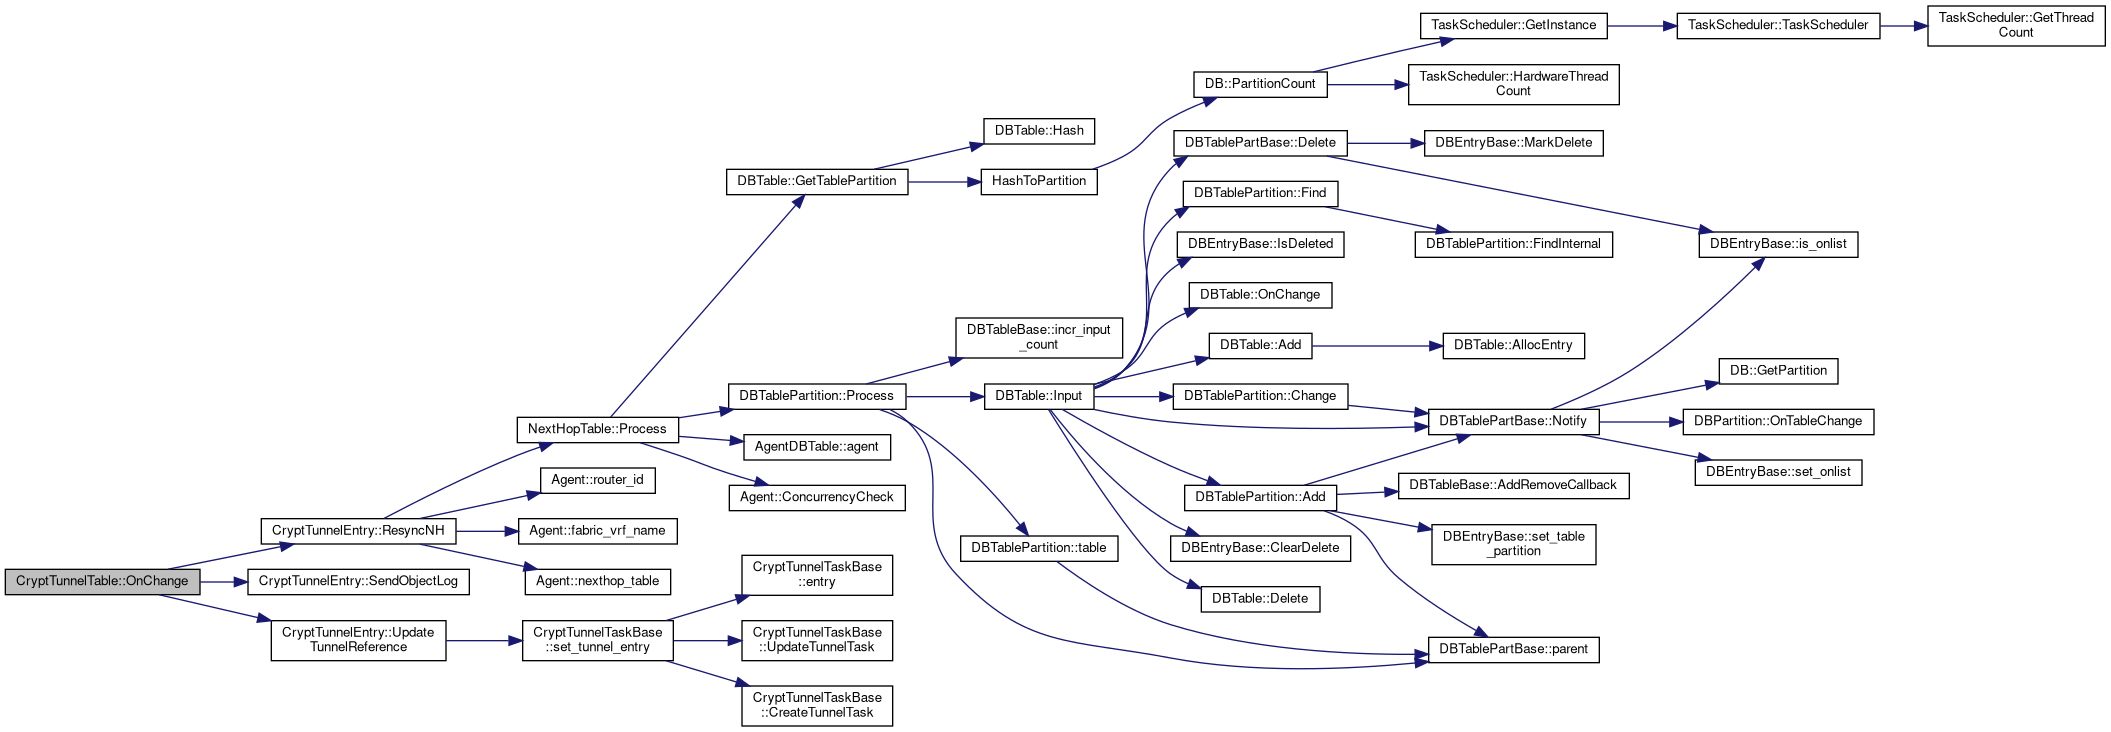 CryptTunnelTable::OnChange
CryptTunnelEntry::ResyncNH
CryptTunnelEntry::SendObjectLog
CryptTunnelEntry::Update
TunnelReference
NextHopTable::Process
Agent::router_id
Agent::fabric_vrf_name
Agent::nexthop_table
CryptTunnelTaskBase
::set_tunnel_entry
DBTable::GetTablePartition
DBTablePartition::Process
AgentDBTable::agent
Agent::ConcurrencyCheck
CryptTunnelTaskBase
::entry
CryptTunnelTaskBase
::UpdateTunnelTask
CryptTunnelTaskBase
::CreateTunnelTask
DBTable::Hash
HashToPartition
DBTableBase::incr_input
_count
DBTable::Input
DBTablePartition::table
DB::PartitionCount
DBTablePartBase::Delete
DBTablePartition::Find
DBEntryBase::IsDeleted
DBTable::OnChange
DBTable::Add
DBTablePartition::Change
DBTablePartition::Add
DBEntryBase::ClearDelete
DBTable::Delete
TaskScheduler::GetInstance
TaskScheduler::HardwareThread
Count
DBEntryBase::MarkDelete
DBTablePartition::FindInternal
DBTable::AllocEntry
DBTablePartBase::Notify
DBTableBase::AddRemoveCallback
DBEntryBase::set_table
_partition
DBTablePartBase::parent
TaskScheduler::TaskScheduler
DBEntryBase::is_onlist
DB::GetPartition
DBPartition::OnTableChange
DBEntryBase::set_onlist
TaskScheduler::GetThread
Count